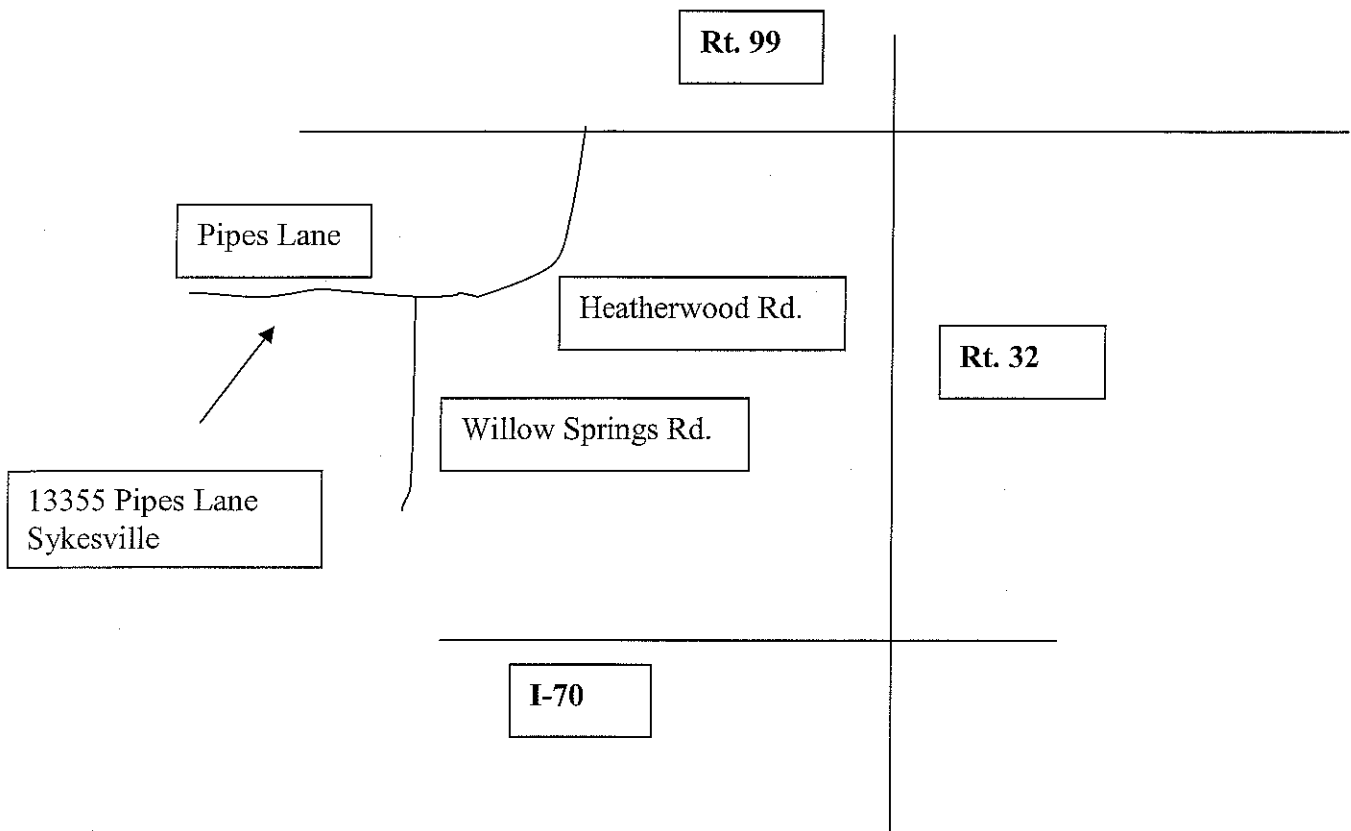 Rt. 99
Pipes Lane
Heatherwood Rd.
Rt. 32
Willow Springs Rd.
13355 Pipes Lane
Sykesville
I-70